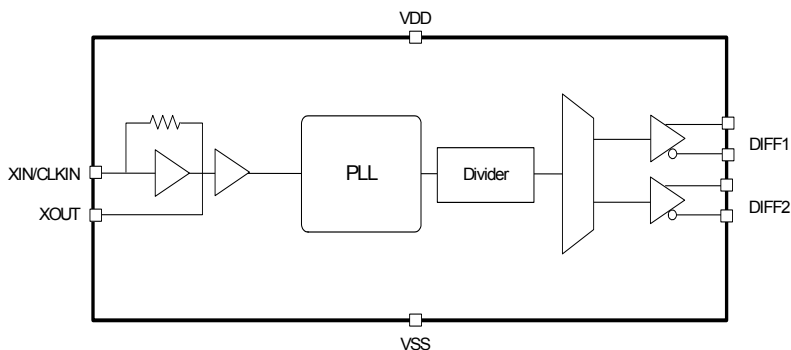 VDD
XIN/CLKIN
XOUT
PLL
Divider
DIFF1
DIFF2
VSS